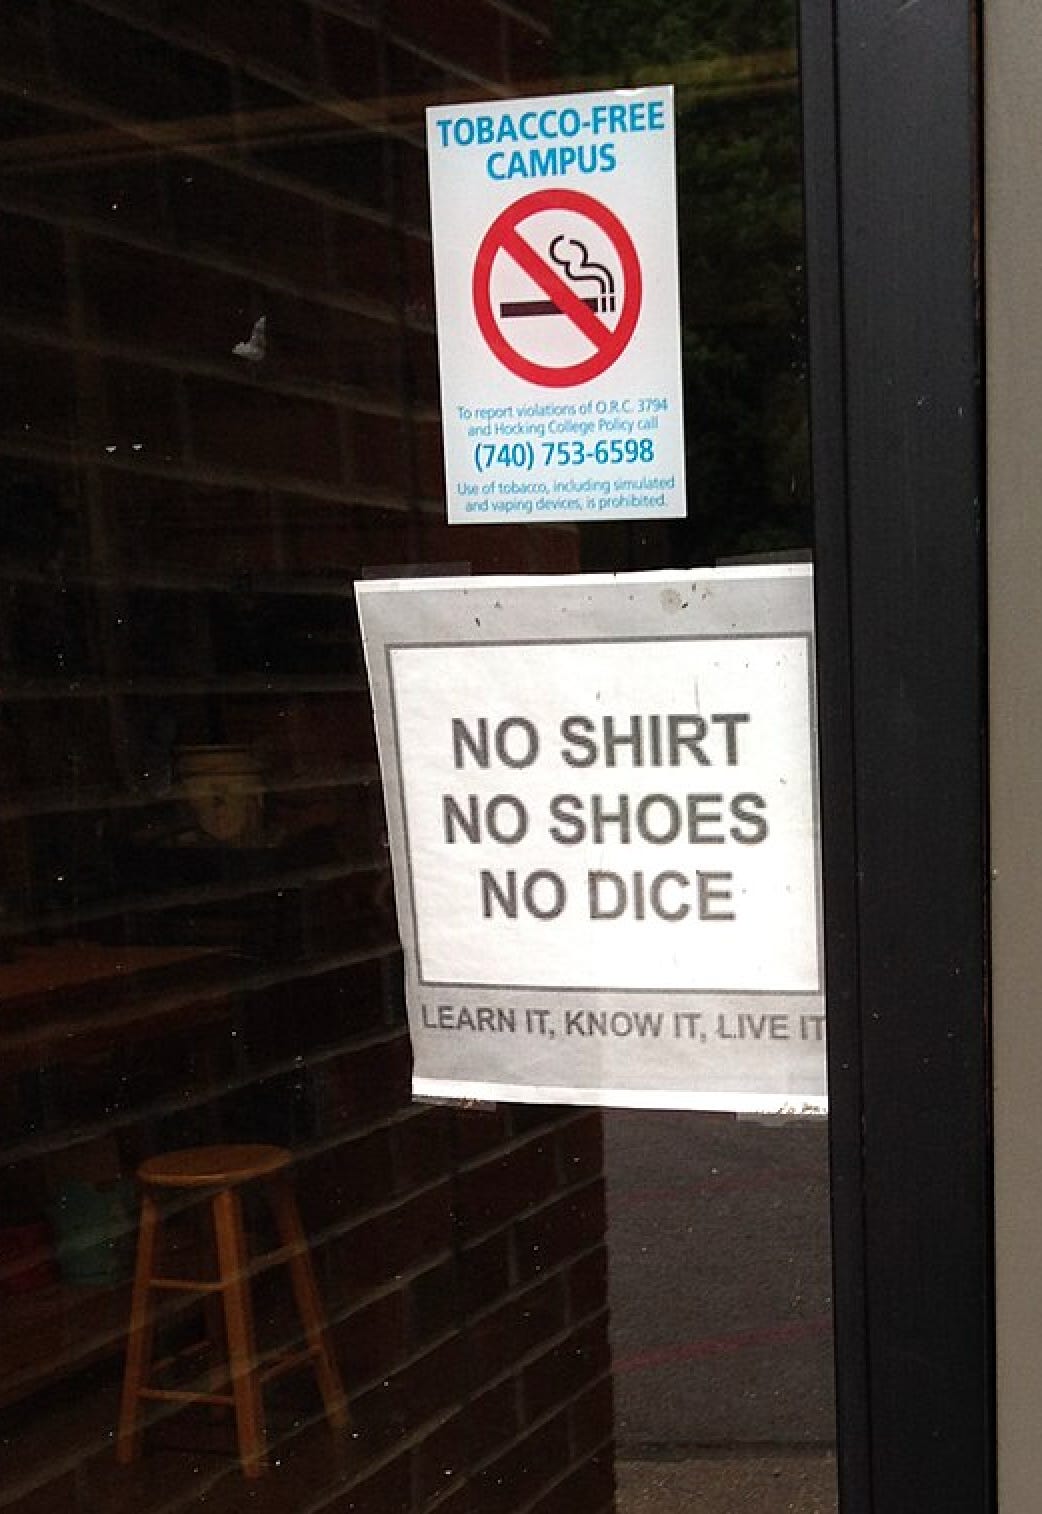 TOBACCO-FREE
CAMPUS
To report violations of O.R.C. 3794
and Hocking College Policy call
(740) 753-6598
Use of tobacco, including simulated
and vaping devices, is prohibited.
NO SHIRT
NO SHOES
NO DICE
LEARN IT, KNOW IT, LIVE IT